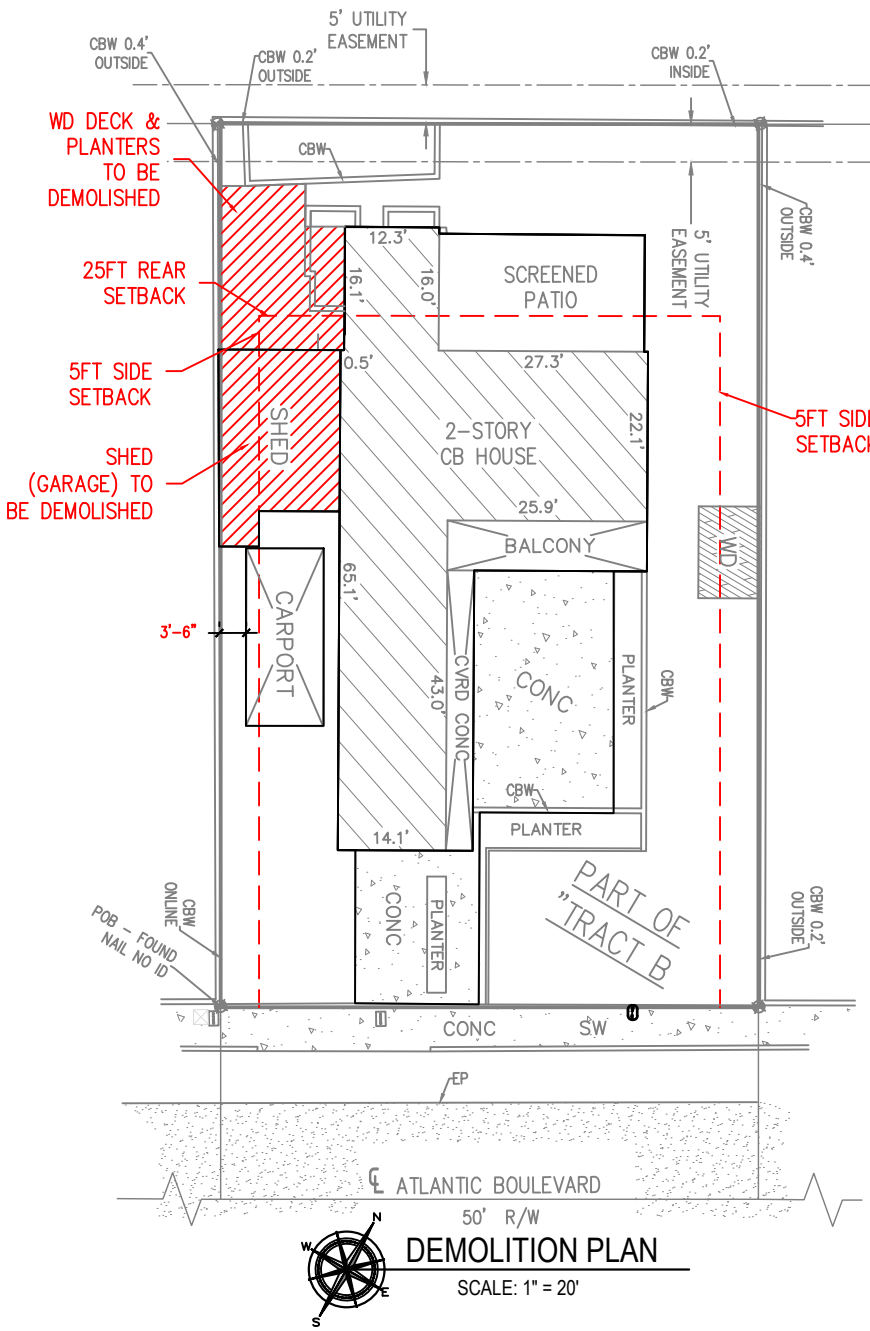 5' UTILITY
EASEMENT
CBW 0.4'
OUTSIDE
CBW 0.2'
OUTSIDE
CBW 0.2'
INSIDE
WD DECK &
PLANTERS
TO BE
DEMOLISHED
CBW
CBW 0.4'
OUTSIDE
5' UTILITY
EASEMENT
12.3'
16.1'
16.0'
SCREENED
PATIO
25FT REAR
SETBACK
5FT SIDE
SETBACK
0.5'
27.3'
22.1'
5FT SIDE
SETBACK
SHED
2-STORY
CB HOUSE
SHED
(GARAGE) TO
BE DEMOLISHED
25.9'
BALCONY
WD
65.1'
CARPORT
3'-6"
43.0'
CVRD CONC
CONC
PLANTER
CBW
CBW
PLANTER
14.1'
CONC
PLANTER
PART OF
"TRACT B
CBW
ONLINE
CBW 0.2'
OUTSIDE
POB - FOUND
NAIL NO ID
CONC
SW
EP
CL ATLANTIC BOULEVARD
50' R/W
N
W
E
S
DEMOLITION PLAN
SCALE: 1" = 20'